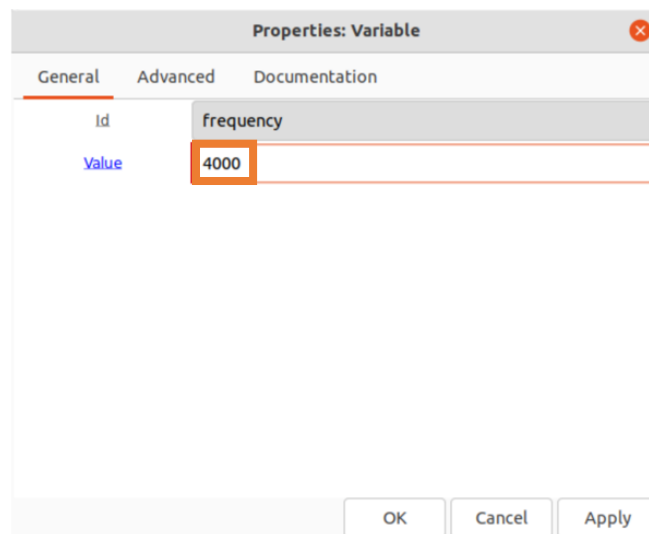 Properties: Variable
General Advanced Documentation
Id frequency
Value 4000
OK Cancel Apply